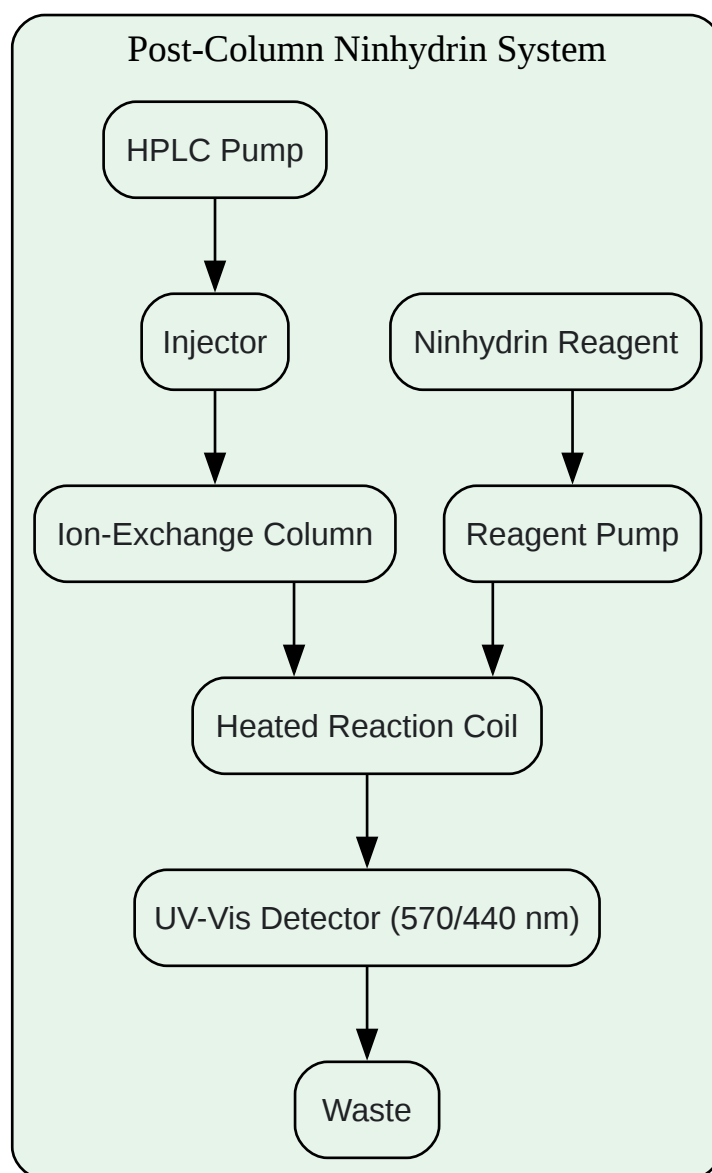 Post-Column Ninhydrin System
HPLC Pump
Injector
Ninhydrin Reagent
Ion-Exchange Column
Reagent Pump
Heated Reaction Coil
UV-Vis Detector (570/440 nm)
Waste